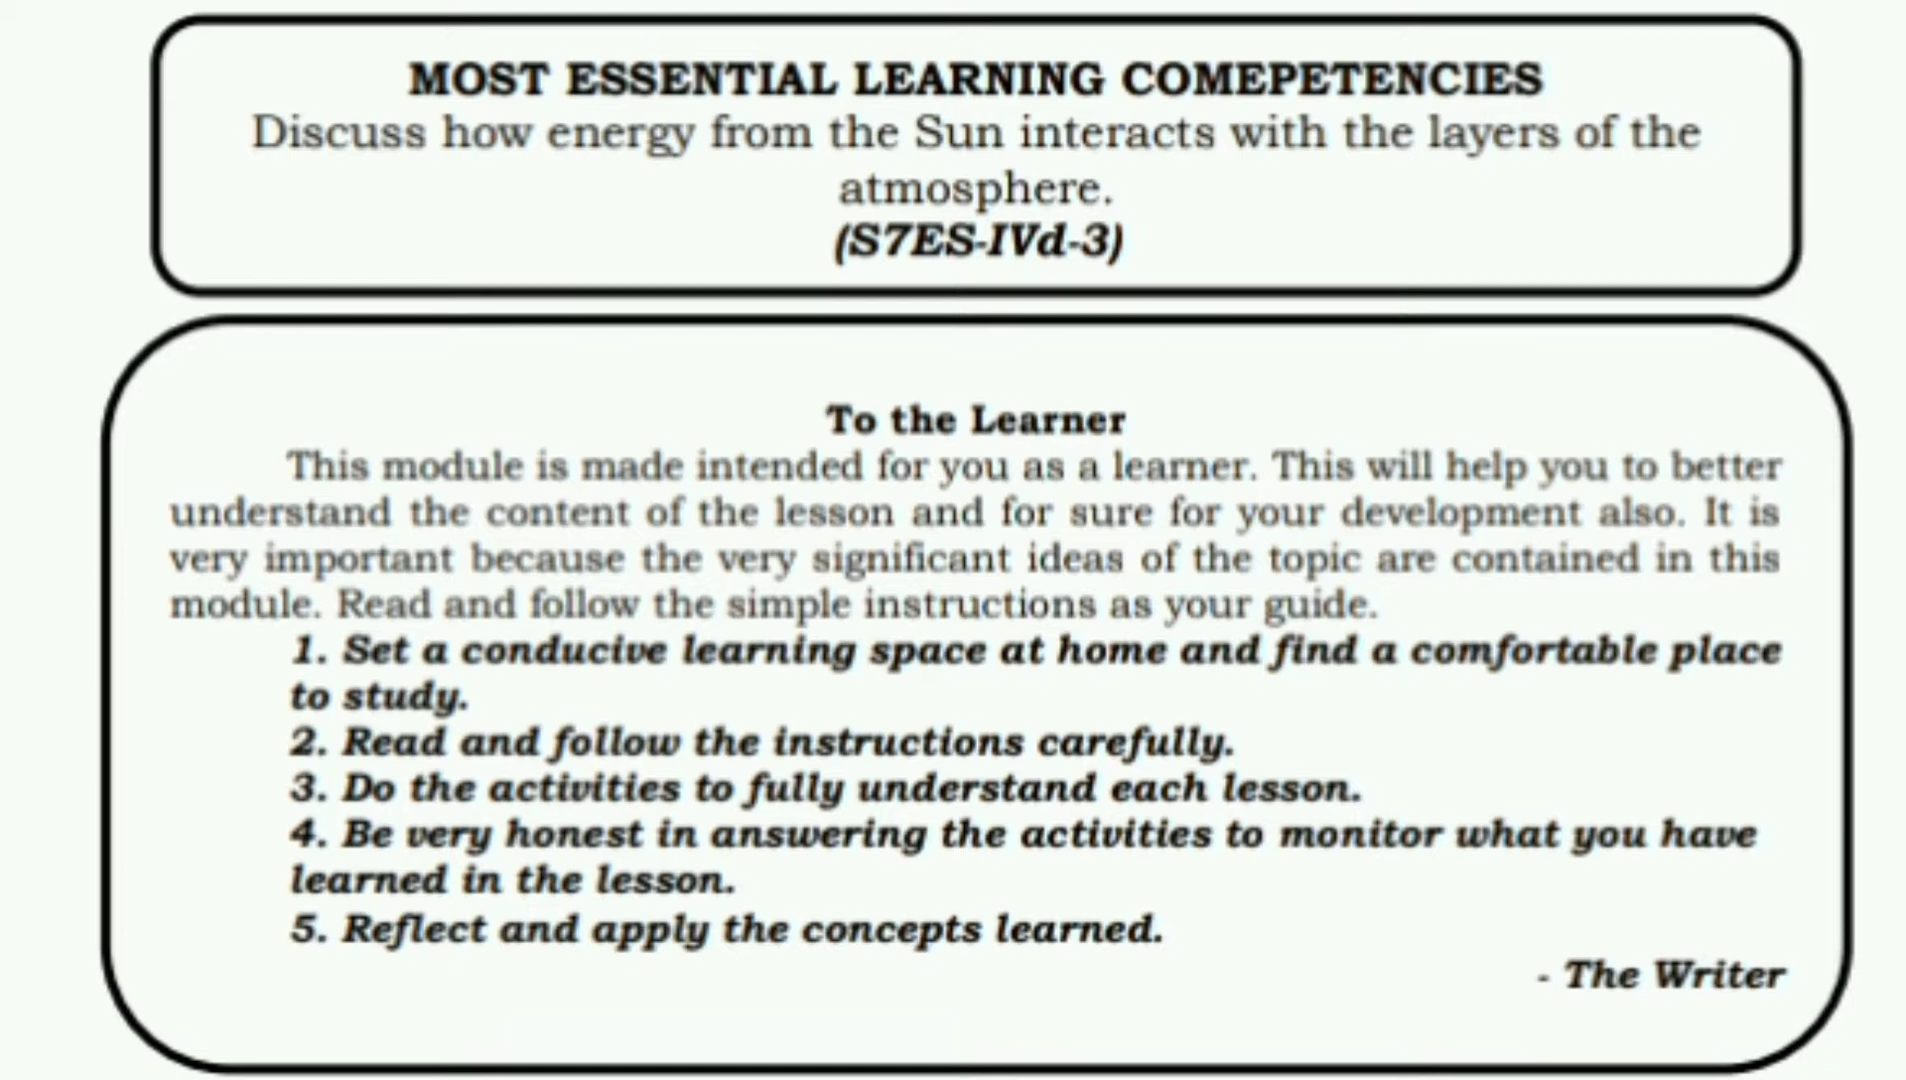 MOST ESSENTIAL LEARNING COMEPETENCIES
Discuss how energy from the Sun interacts with the layers of the
atmosphere.
(S7ES-IVd-3)
To the Learner
This module is made intended for you as a learner. This will help you to better
understand the content of the lesson and for sure for your development also. It is
very important because the very significant ideas of the topic are contained in this
module. Read and follow the simple instructions as your guide.
1. Set a conducive learning space at home and find a comfortable place
to study.
2. Read and follow the instructions carefully.
3. Do the activities to fully understand each lesson.
4. Be very honest in answering the activities to monitor what you have
learned in the lesson.
5. Reflect and apply the concepts learned.
- The Writer